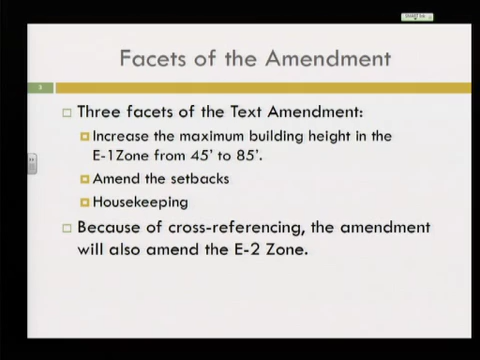 Facets of the Amendment
3
Three facets of the Text Amendment:
Increase the maximum building height in the
E-1Zone from 45' to 85'.
Amend the setbacks
Housekeeping
Because of cross-referencing, the amendment
will also amend the E-2 Zone.